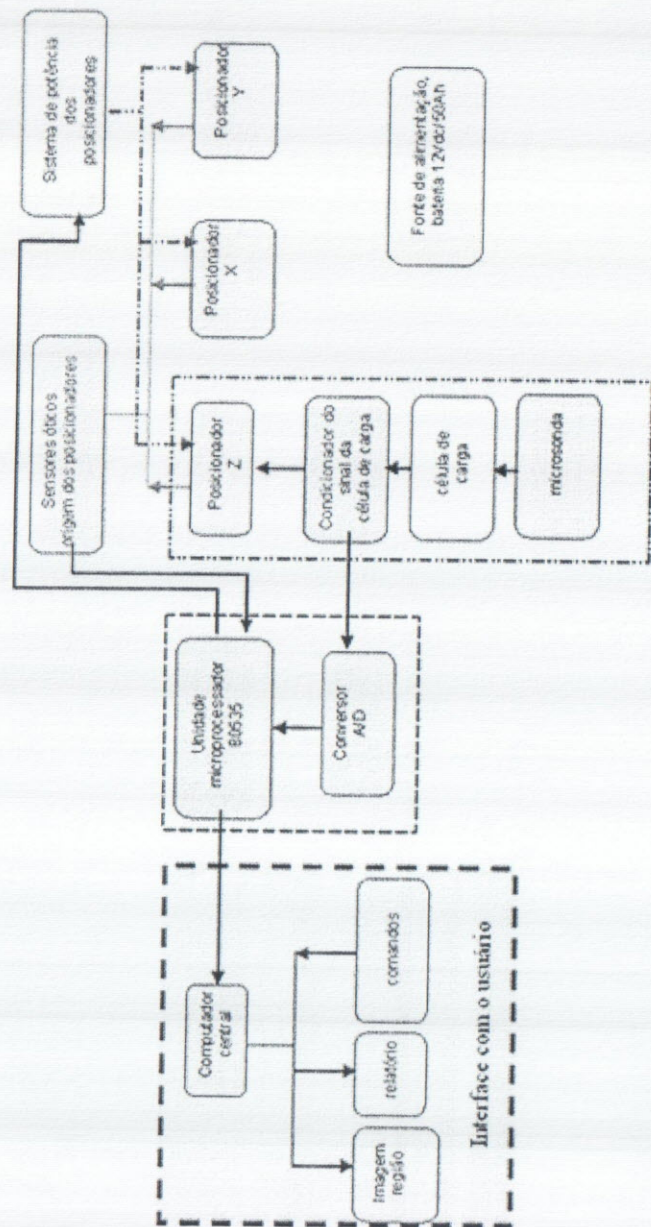 Sistema de potência
dos
posicionadores
Sensores óticos
origem dos posicionadores
Posicionador
Y
Posicionador
X
Posicionador
Z
Condicionador do
sinal da
célula de carga
célula de
carga
microsonda
Fonte de alimentação,
bateria 12Vdc/50Ah
Unidade
microprocessador
80535
Conversor
A/D
Computador
central
comandos
relatório
Imagem
região
Interface com o usuário